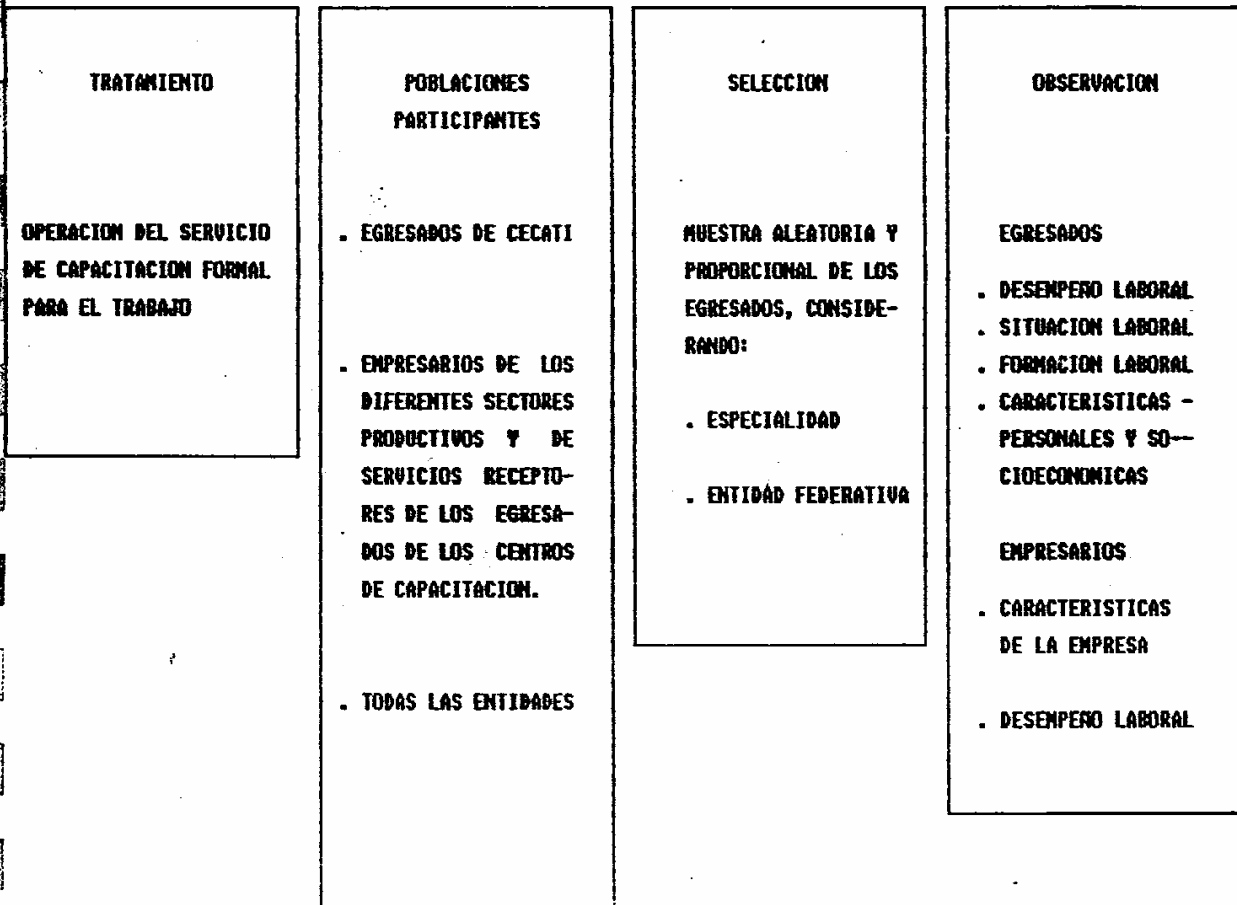 TRATAMIENTO
OPERACION DEL SERVICIO
DE CAPACITACION FORMAL
PARA EL TRABAJO
POBLACIONES
PARTICIPANTES
. EGRESADOS DE CECATI
. EMPRESARIOS DE LOS
DIFERENTES SECTORES
PRODUCTIVOS Y DE
SERVICIOS RECEPTO-
RES DE LOS EGRESA-
DOS DE LOS CENTROS
DE CAPACITACION.
. TODAS LAS ENTIDADES
SELECCION
MUESTRA ALEATORIA Y
PROPORCIONAL DE LOS
EGRESADOS, CONSIDE-
RANDO:
. ESPECIALIDAD
. ENTIDAD FEDERATIVA
OBSERVACION
EGRESADOS
. DESEMPEÑO LABORAL
. SITUACION LABORAL
. FORMACION LABORAL
. CARACTERISTICAS -
PERSONALES Y SO--
CIOECONOMICAS
EMPRESARIOS
. CARACTERISTICAS
DE LA EMPRESA
. DESEMPEÑO LABORAL